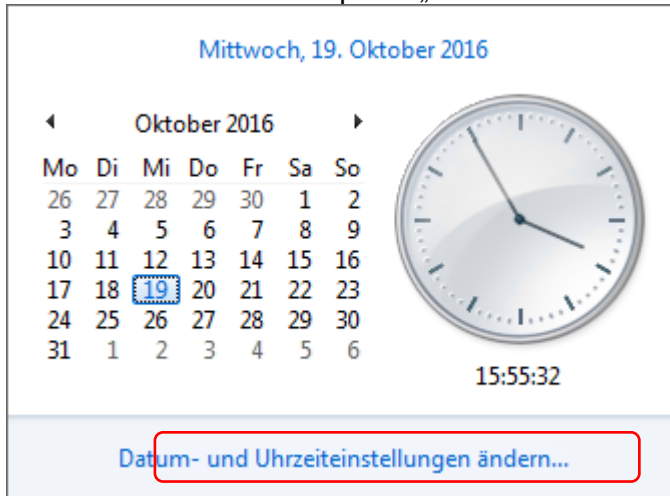 Mittwoch, 19. Oktober 2016
Oktober 2016
Mo Di Mi Do Fr Sa So
26 27 28 29 30 1 2
3 4 5 6 7 8 9
10 11 12 13 14 15 16
17 18 19 20 21 22 23
24 25 26 27 28 29 30
31 1 2 3 4 5 6
15:55:32
Datum- und Uhrzeiteinstellungen ändern...